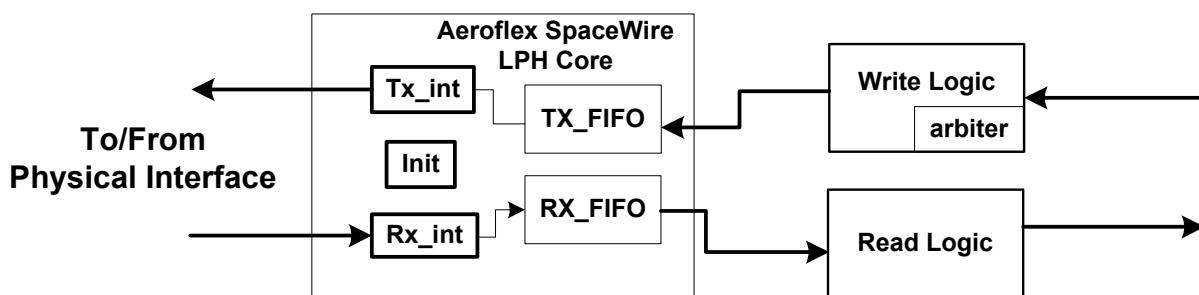 Aeroflex SpaceWire
LPH Core
Tx_int
TX_FIFO
Write Logic
arbiter
To/From
Physical Interface
Init
Rx_int
RX_FIFO
Read Logic